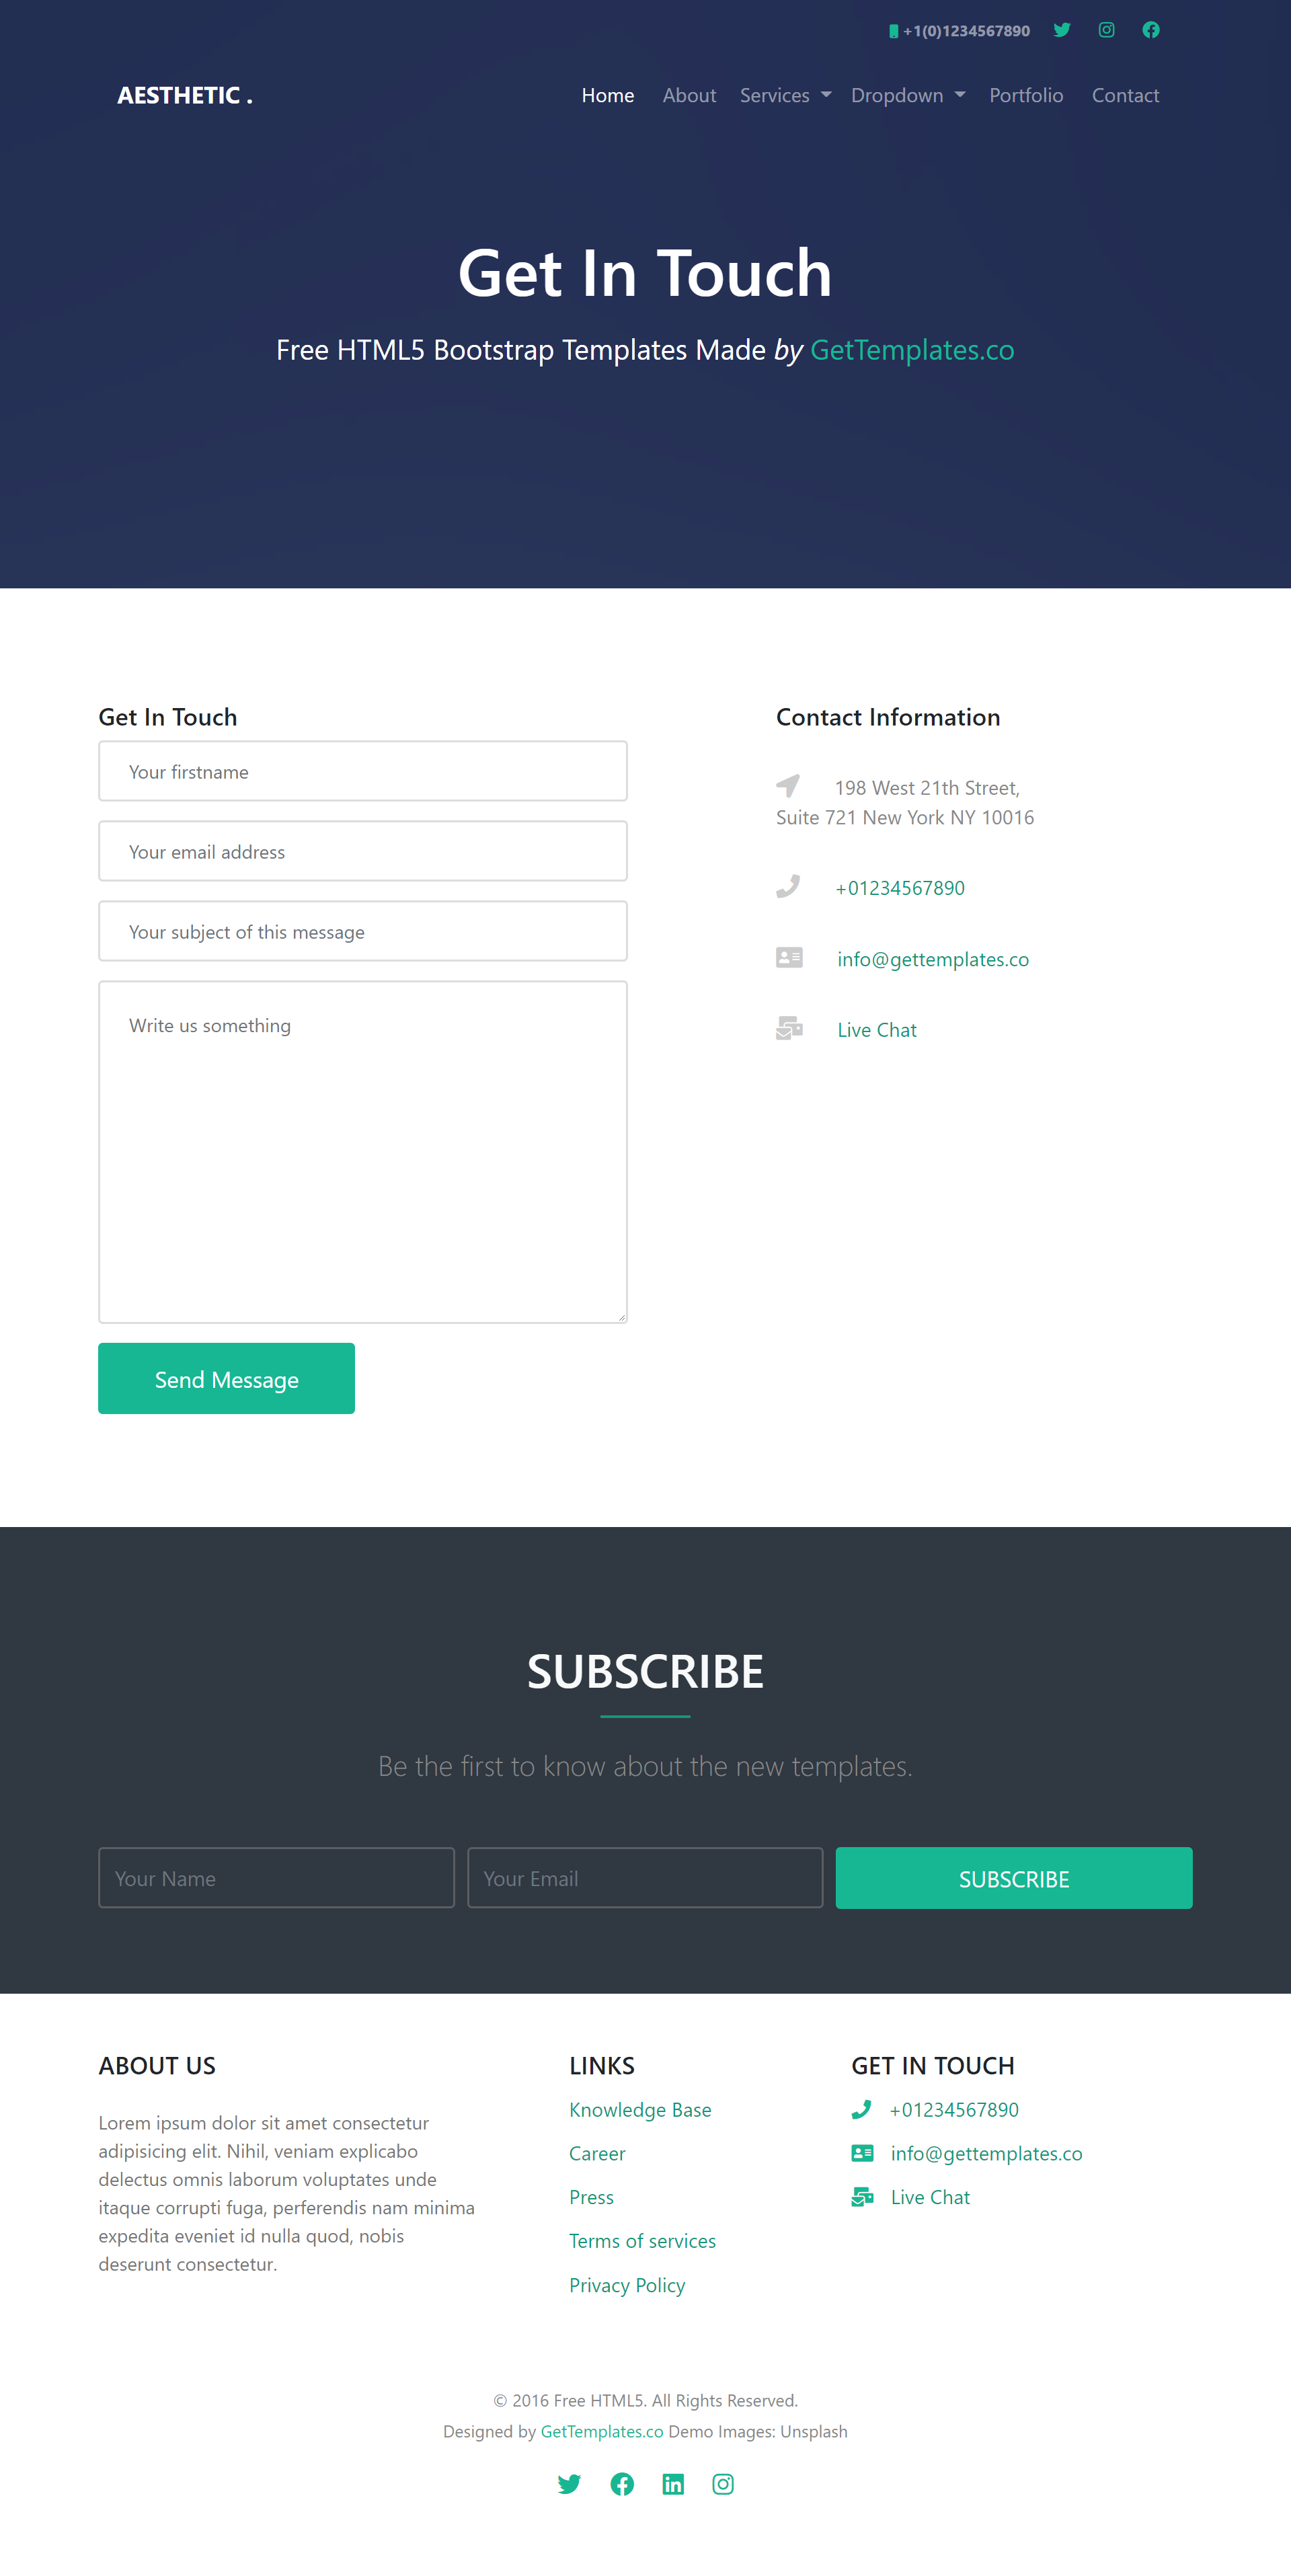 +1(0)1234567890
AESTHETIC .
Home About Services Dropdown Portfolio Contact
Get In Touch
Free HTML5 Bootstrap Templates Made by GetTemplates.co
Get In Touch
Your firstname
Your email address
Your subject of this message
Write us something
Send Message
Contact Information
198 West 21th Street,
Suite 721 New York NY 10016
+01234567890
info@gettemplates.co
Live Chat
SUBSCRIBE
Be the first to know about the new templates.
Your Name
Your Email
SUBSCRIBE
ABOUT US
Lorem ipsum dolor sit amet consectetur
adipisicing elit. Nihil, veniam explicabo
delectus omnis laborum voluptates unde
itaque corrupti fuga, perferendis nam minima
expedita eveniet id nulla quod, nobis
deserunt consectetur.
LINKS
Knowledge Base
Career
Press
Terms of services
Privacy Policy
GET IN TOUCH
+01234567890
info@gettemplates.co
Live Chat
© 2016 Free HTML5. All Rights Reserved.
Designed by GetTemplates.co Demo Images: Unsplash